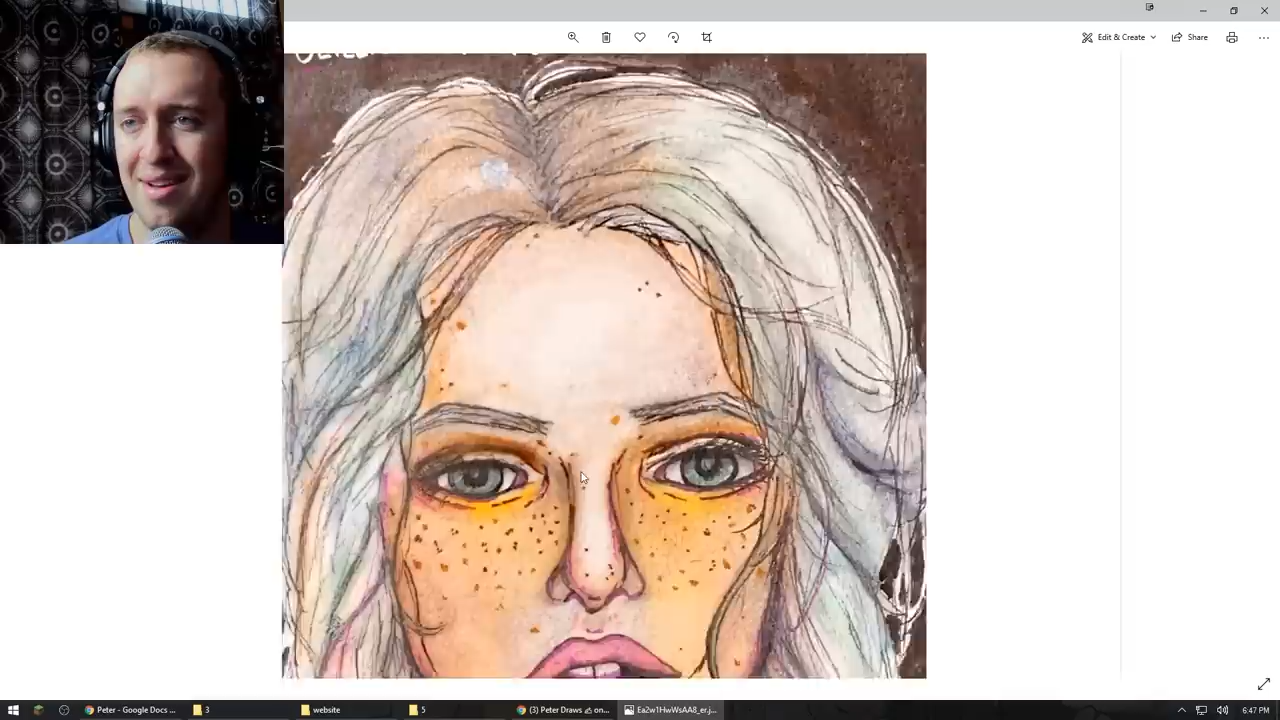 Edit & Create
Share
Peter - Google Docs ...
3
website
5
(3) Peter Draws ✍ on...
Ea2w1HwWsAA8_er.j...
6:47 PM